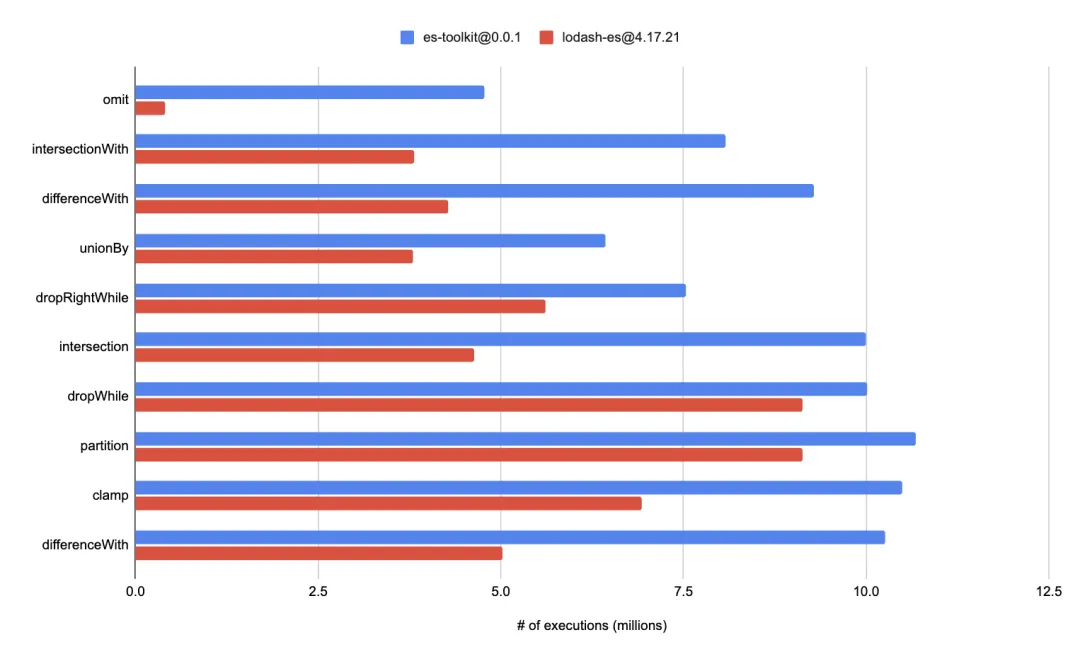 es-toolkit@0.0.1 lodash-es@4.17.21
omit
intersectionWith
differenceWith
unionBy
dropRightWhile
intersection
dropWhile
partition
clamp
differenceWith
0.0 2.5 5.0 7.5 10.0 12.5
# of executions (millions)